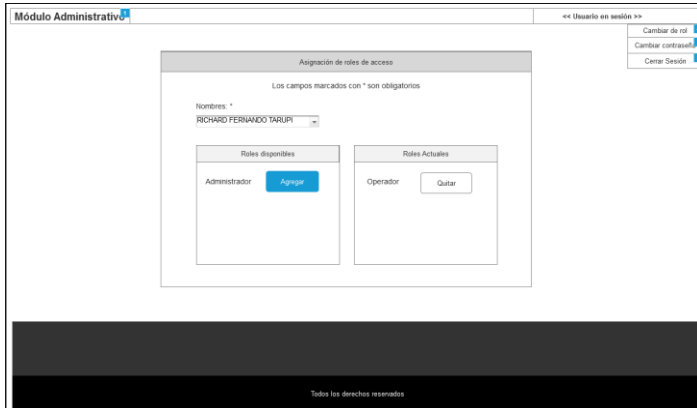 Módulo Administrativo
<< Usuario en sesión >>
Cambiar de rol
Cambiar contraseña
Cerrar Sesión
Asignación de roles de acceso
Los campos marcados con * son obligatorios
Nombres: *
RICHARD FERNANDO TARUPI
Roles disponibles
Roles Actuales
Administrador
Agregar
Operador
Quitar
Todos los derechos reservados